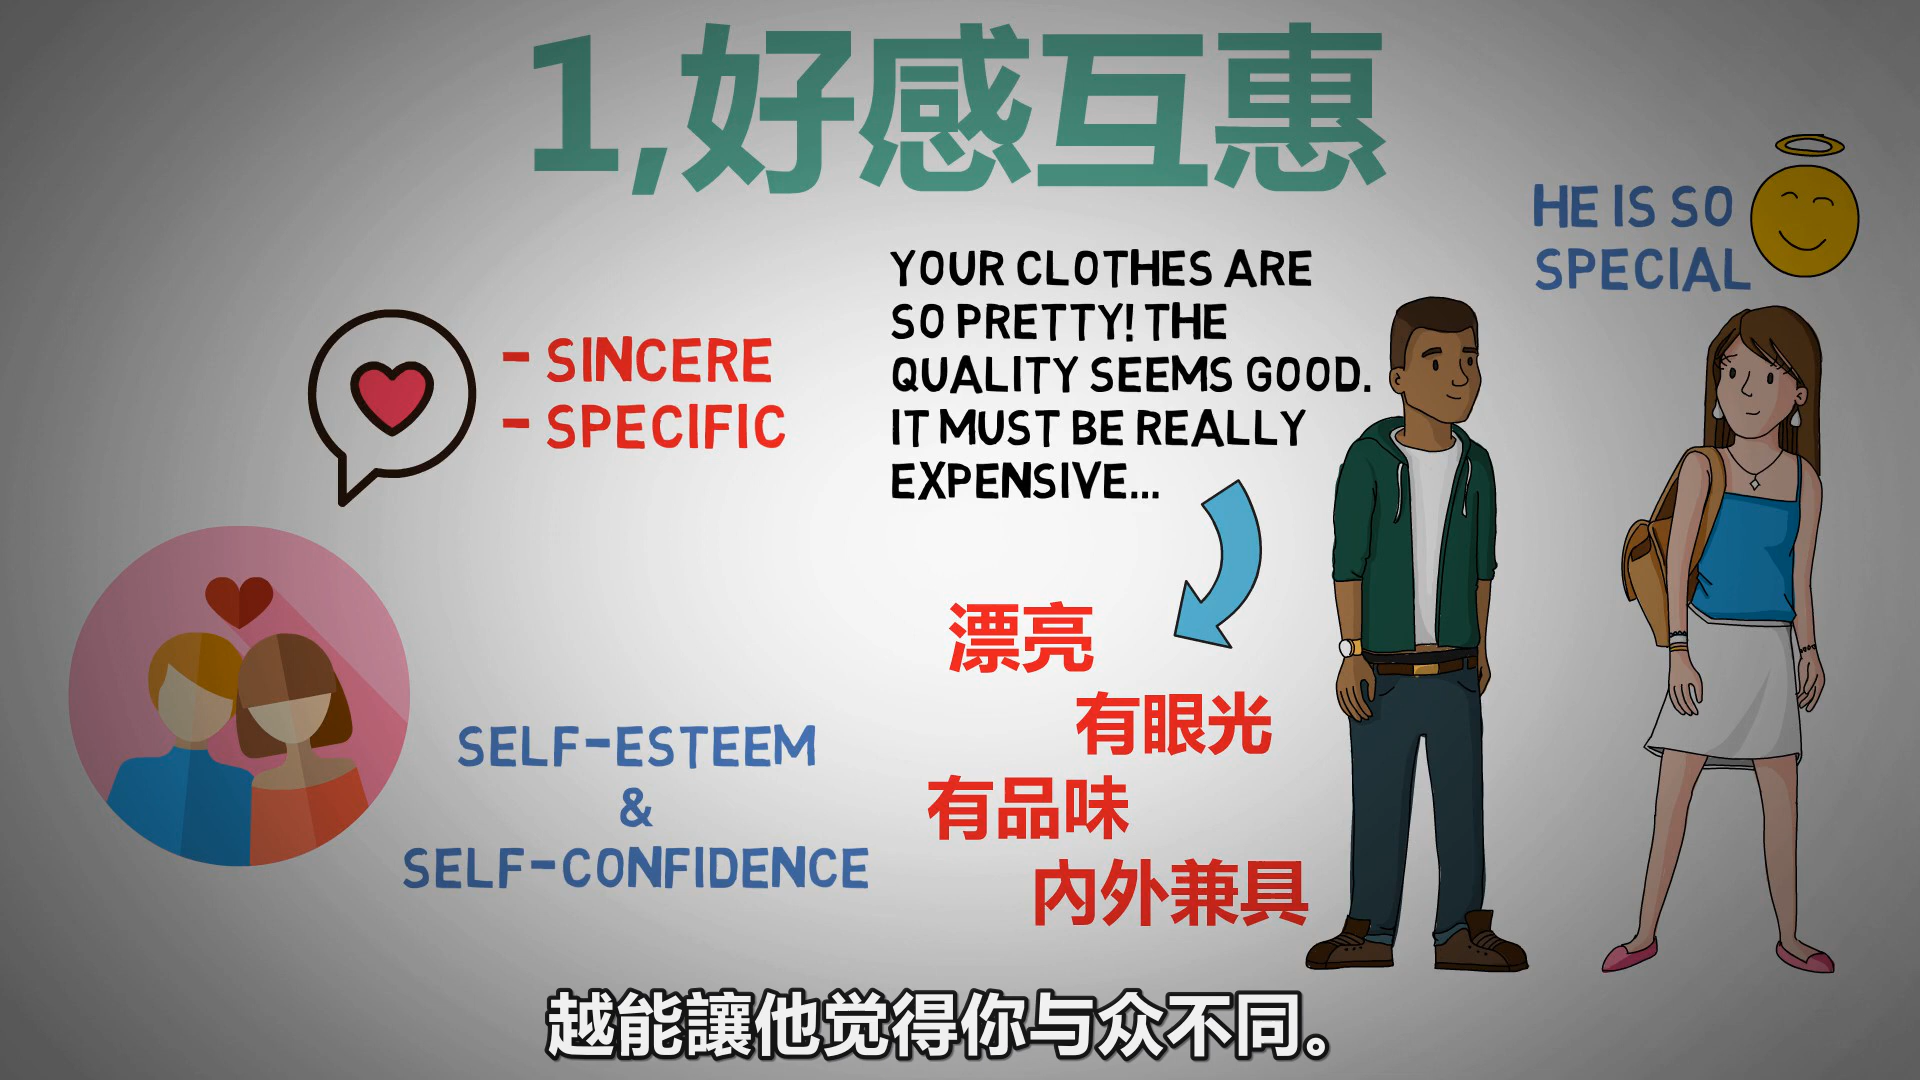 1,好感互惠
HE IS SO
SPECIAL
YOUR CLOTHES ARE
SO PRETTY! THE
QUALITY SEEMS GOOD.
IT MUST BE REALLY
EXPENSIVE...
- SINCERE
- SPECIFIC
漂亮
有眼光
有品味
内外兼具
SELF-ESTEEM
&
SELF-CONFIDENCE
越能讓他觉得你与众不同。